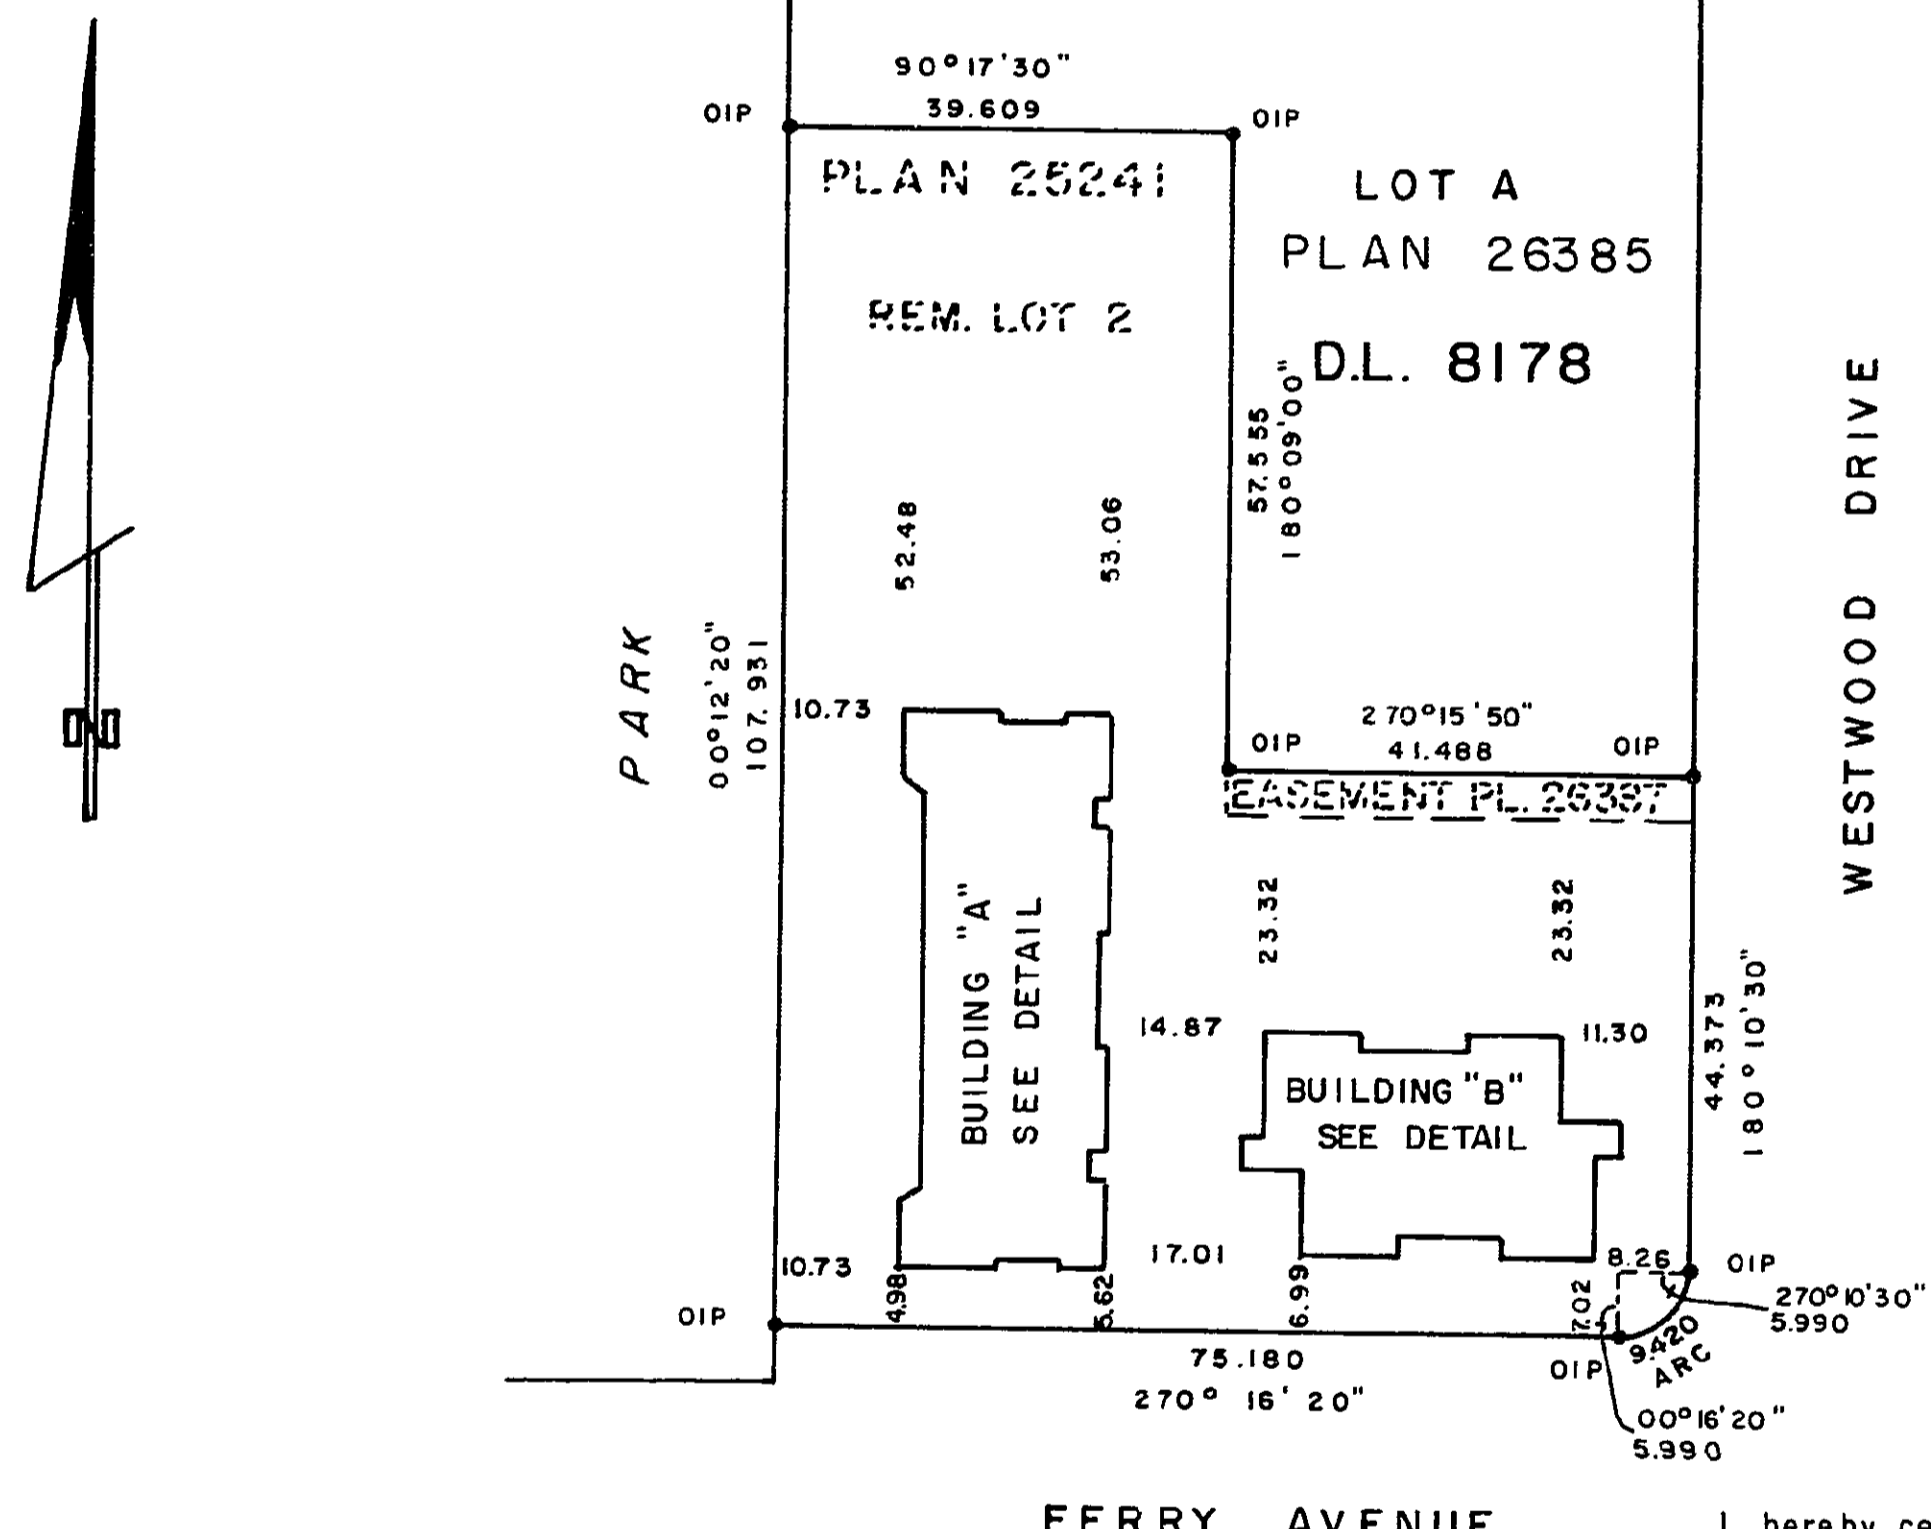 90°17'30"
39.609
OIP
OIP
PLAN 25241
LOT A
PLAN 26385
REM. LOT 2
D.L. 8178
57.555
180°09'00"
52.48
53.06
WESTWOOD DRIVE
PARK
00°12'20"
107.931
10.73
270°15'50"
41.488
OIP
OIP
EASEMENT PL. 26387
23.32
23.32
BUILDING "A"
SEE DETAIL
14.87
11.30
44.373
180°10'30"
BUILDING "B"
SEE DETAIL
10.73
17.01
4.98
5.62
6.99
7.02
8.26
OIP
270°10'30"
5.990
OIP
75.180
270° 16' 20"
OIP
9.420
ARC
00°16'20"
5.990
FERRY AVENUE
I hereby ce